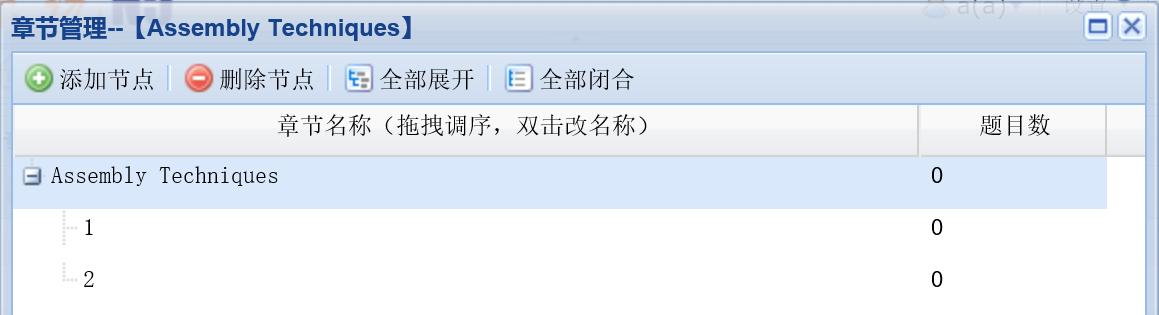 章节管理--【Assembly Techniques】
添加节点 删除节点 全部展开 全部闭合
章节名称（拖拽调序，双击改名称） 题目数
Assembly Techniques 0
1 0
2 0
a(a)